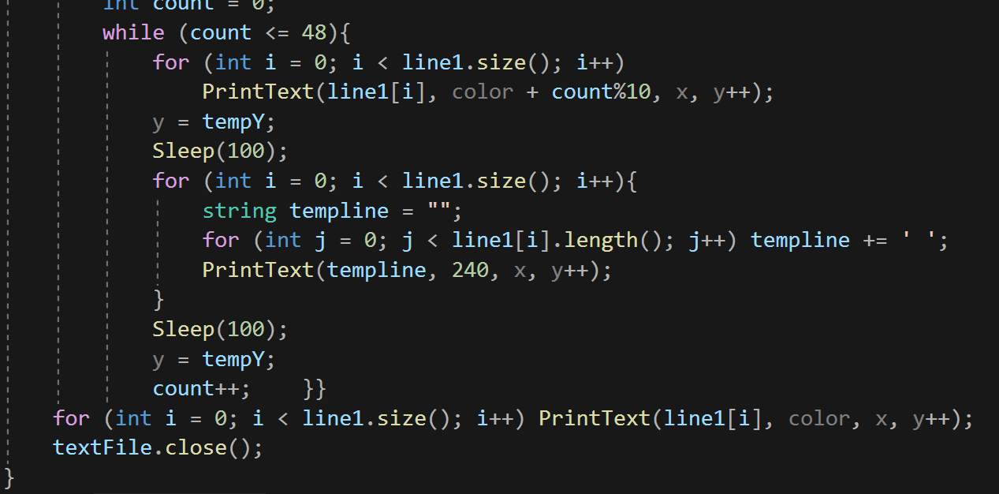 int count = 0;
while (count <= 48){
for (int i = 0; i < line1.size(); i++)
PrintText(line1[i], color + count%10, x, y++);
y = tempY;
Sleep(100);
for (int i = 0; i < line1.size(); i++){
string templine = "";
for (int j = 0; j < line1[i].length(); j++) templine += ' ';
PrintText(templine, 240, x, y++);
}
Sleep(100);
y = tempY;
count++;    }}
for (int i = 0; i < line1.size(); i++) PrintText(line1[i], color, x, y++);
textFile.close();
}